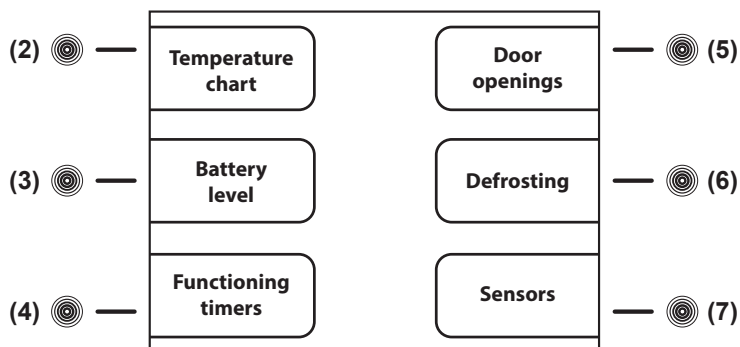 (2)
Temperature
chart
Door
openings
(5)
(3)
Battery
level
Defrosting
(6)
(4)
Functioning
timers
Sensors
(7)